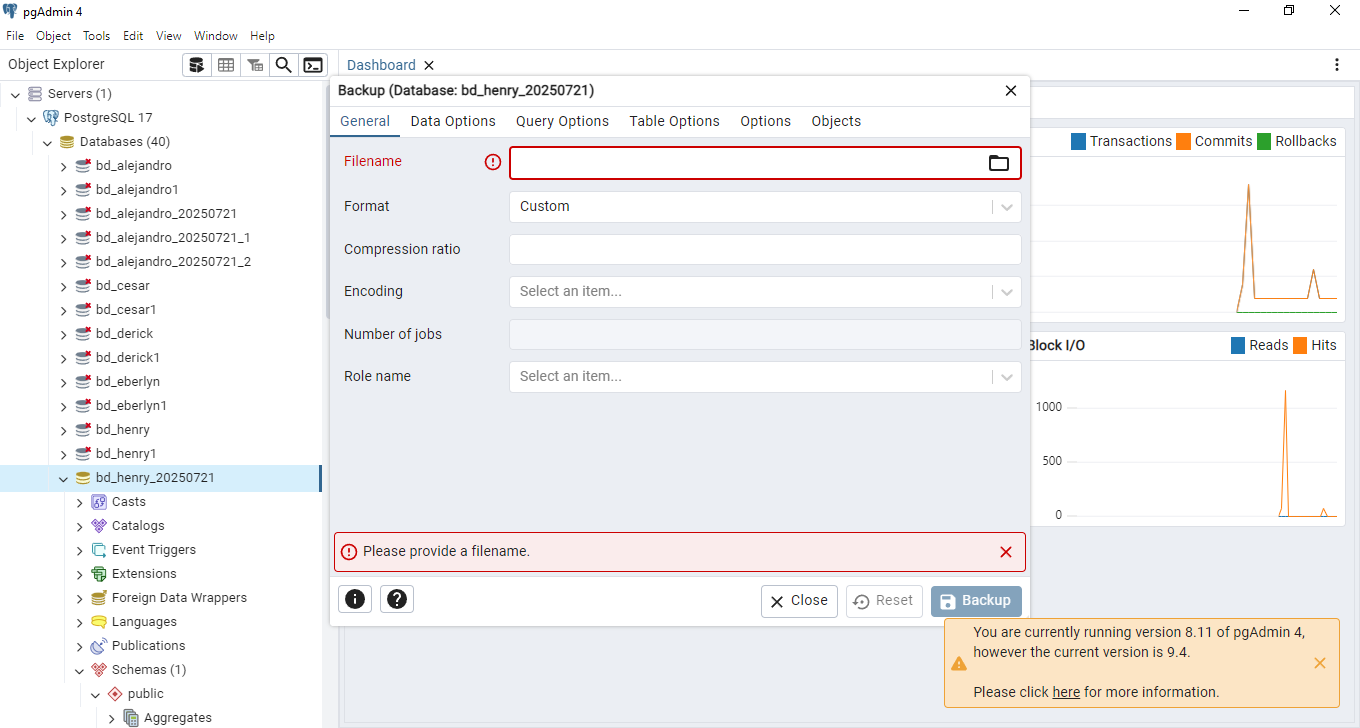 pgAdmin 4
File Object Tools Edit View Window Help
Object Explorer
Dashboard
Servers (1)
PostgreSQL 17
Databases (40)
bd_alejandro
bd_alejandro1
bd_alejandro_20250721
bd_alejandro_20250721_1
bd_alejandro_20250721_2
bd_cesar
bd_cesar1
bd_derick
bd_derick1
bd_eberlyn
bd_eberlyn1
bd_henry
bd_henry1
bd_henry_20250721
Casts
Catalogs
Event Triggers
Extensions
Foreign Data Wrappers
Languages
Publications
Schemas (1)
public
Aggregates
Backup (Database: bd_henry_20250721)
General Data Options Query Options Table Options Options Objects
Filename
Format Custom
Compression ratio
Encoding Select an item...
Number of jobs
Role name Select an item...
Please provide a filename.
Close Reset Backup
Transactions Commits Rollbacks
Block I/O Reads Hits
1000
500
0
You are currently running version 8.11 of pgAdmin 4,
however the current version is 9.4.
Please click here for more information.